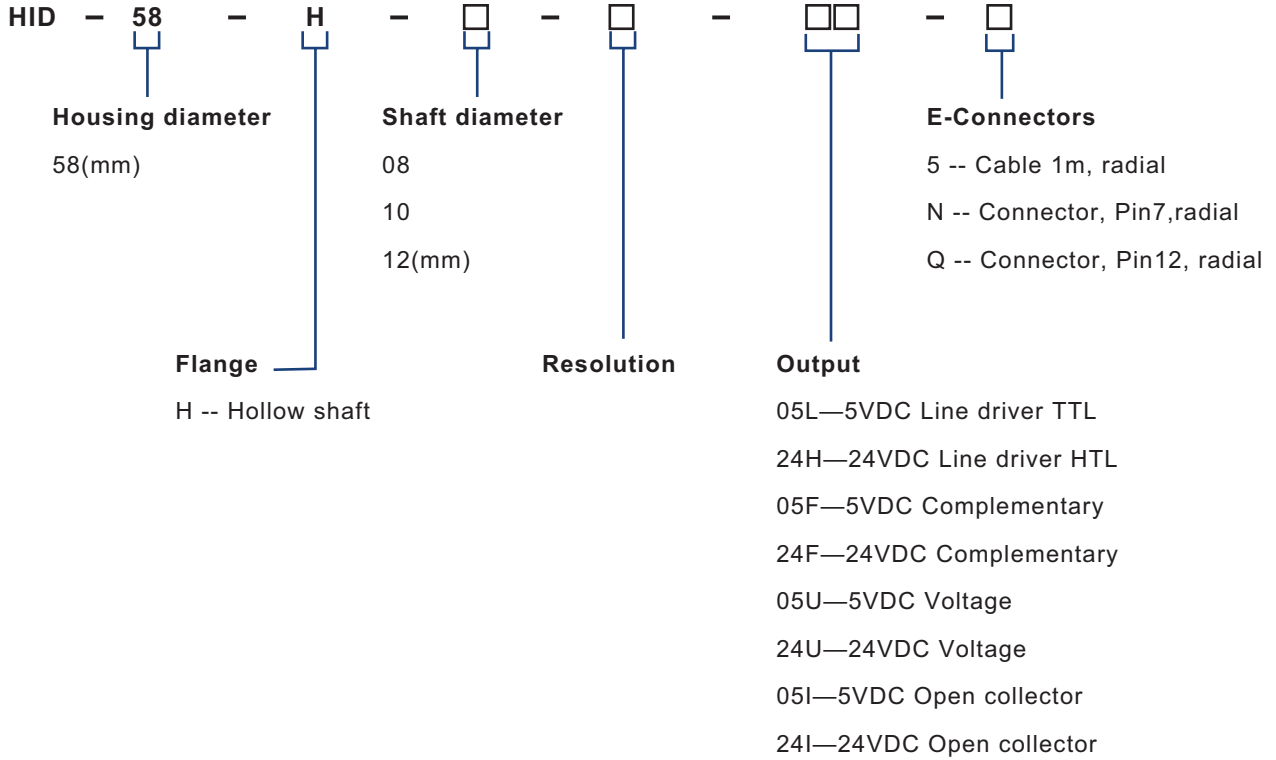 HID – 58 – H – □ – □ – □□ – □
Housing diameter
58(mm)
Shaft diameter
08
10
12(mm)
E-Connectors
5 -- Cable 1m, radial
N -- Connector, Pin7,radial
Q -- Connector, Pin12, radial
Flange
H -- Hollow shaft
Resolution
Output
05L—5VDC Line driver TTL
24H—24VDC Line driver HTL
05F—5VDC Complementary
24F—24VDC Complementary
05U—5VDC Voltage
24U—24VDC Voltage
05I—5VDC Open collector
24I—24VDC Open collector